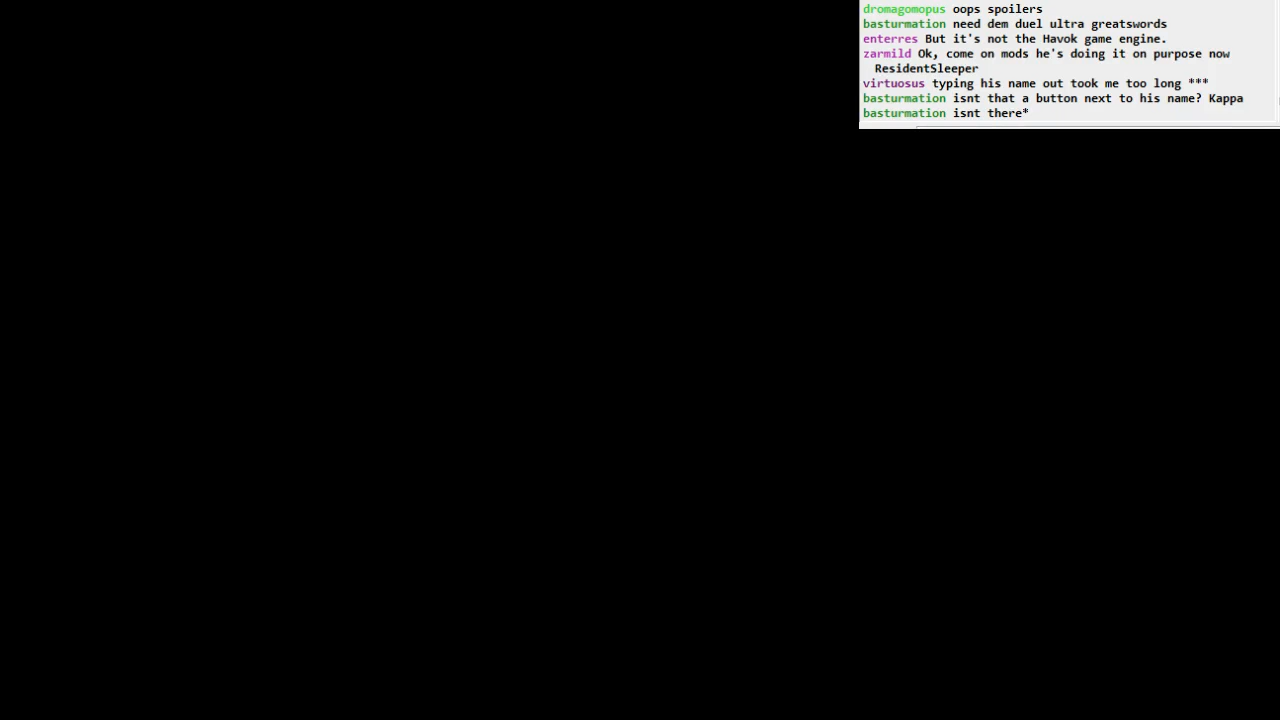 dromagomopus oops spoilers
basturmation need dem duel ultra greatswords
enterres But it's not the Havok game engine.
zarmild Ok, come on mods he's doing it on purpose now
ResidentSleeper
virtuosus typing his name out took me too long ***
basturmation isnt that a button next to his name? Kappa
basturmation isnt there*